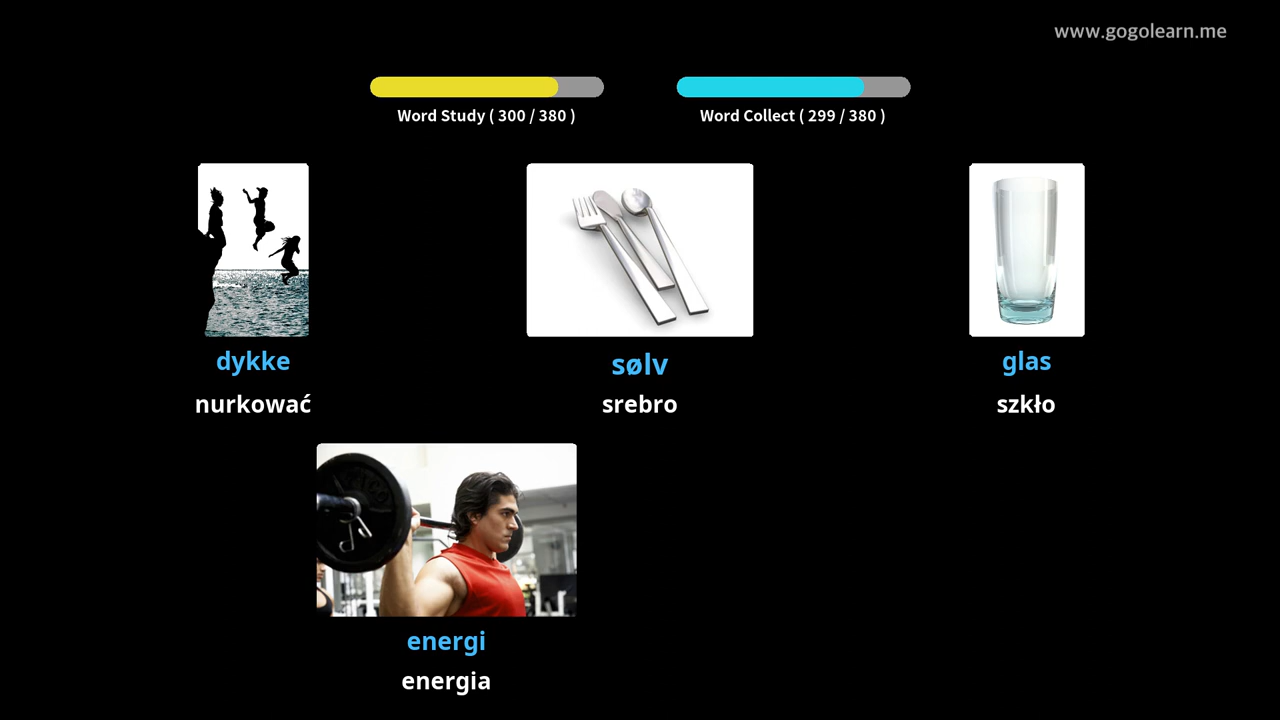 www.gogolearn.me
Word Study ( 300 / 380 )
Word Collect ( 299 / 380 )
dykke
nurkować
sølv
srebro
glas
szkło
energi
energia